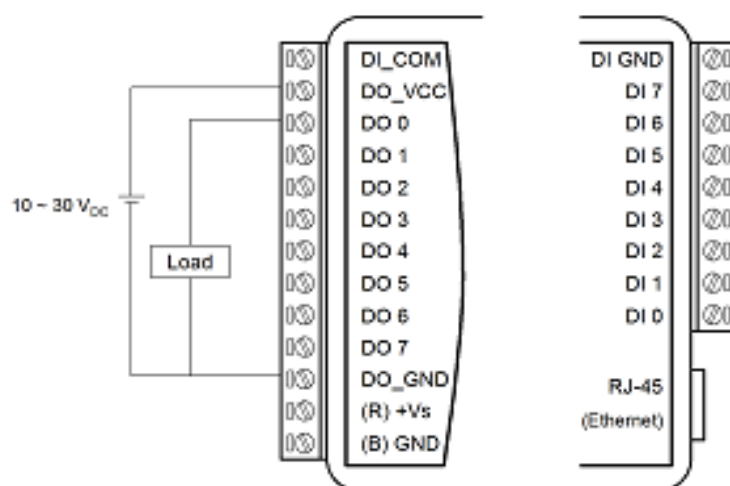 DI_COM
DO_VCC
DO 0
DO 1
DO 2
DO 3
DO 4
DO 5
DO 6
DO 7
DO_GND
(R) +Vs
(B) GND
10 ~ 30 VDC
Load
DI GND
DI 7
DI 6
DI 5
DI 4
DI 3
DI 2
DI 1
DI 0
RJ-45
(Ethernet)